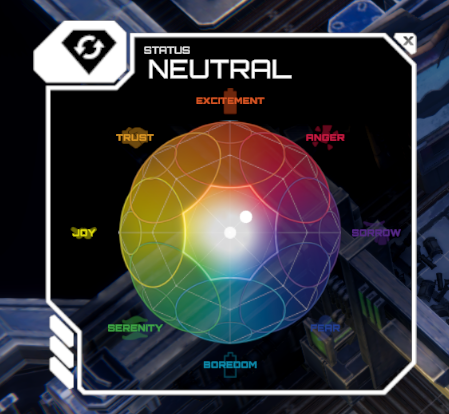 STATUS
NEUTRAL
EXCITEMENT
TRUST
ANGER
JOY
SORROW
SERENITY
FEAR
BOREDOM